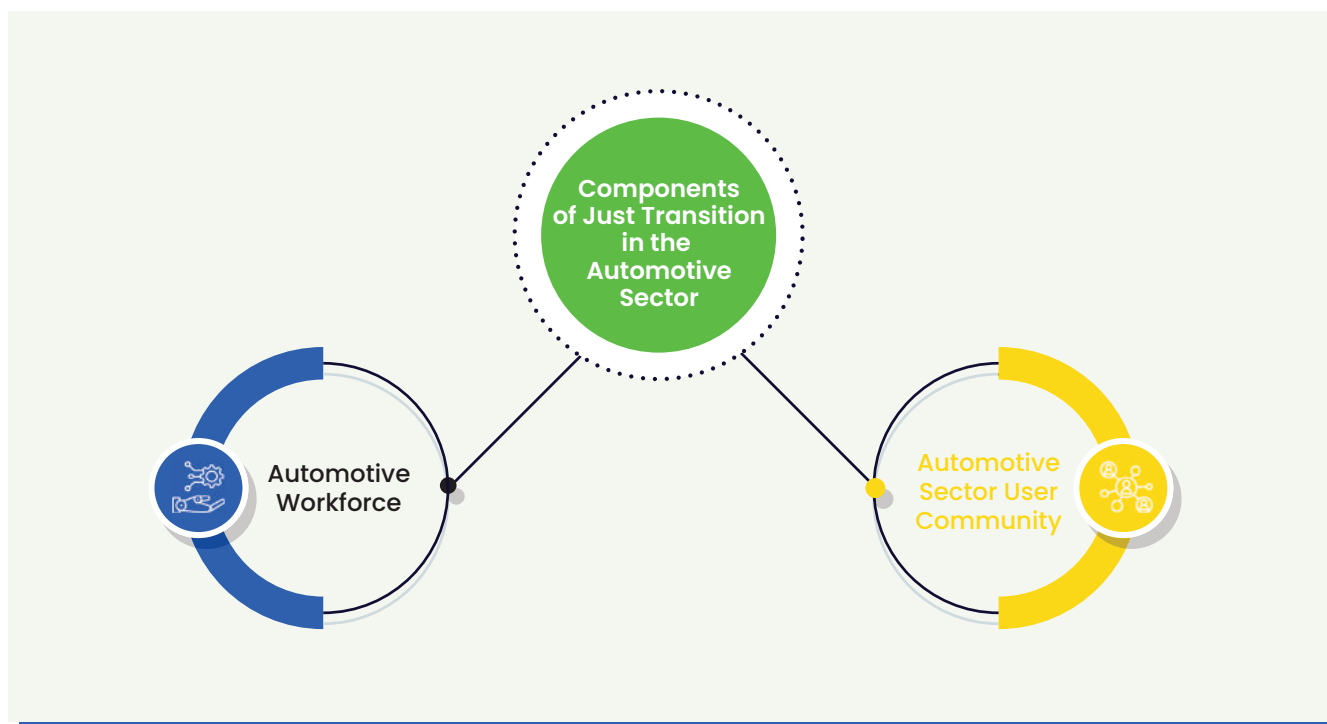 Components
of Just Transition
in the
Automotive
Sector
Automotive
Workforce
Automotive
Sector User
Community